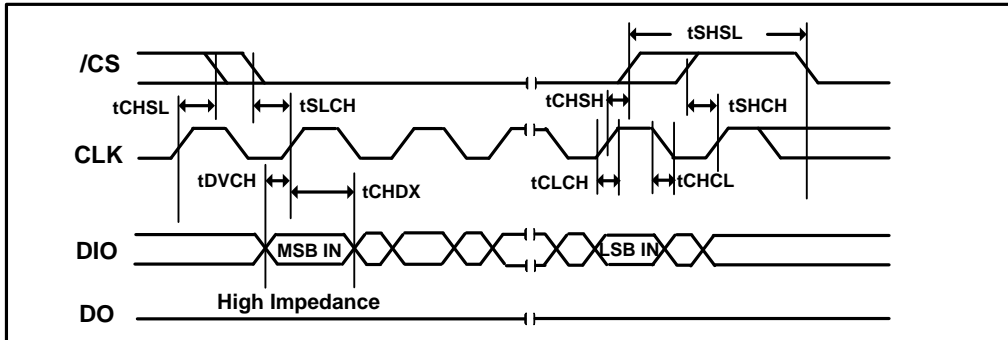 tSHSL
/CS
tCHSL
tSLCH
tCHSH
tSHCH
CLK
tDVCH
tCHDX
tCLCH
tCHCL
DIO
MSB IN
LSB IN
High Impedance
DO